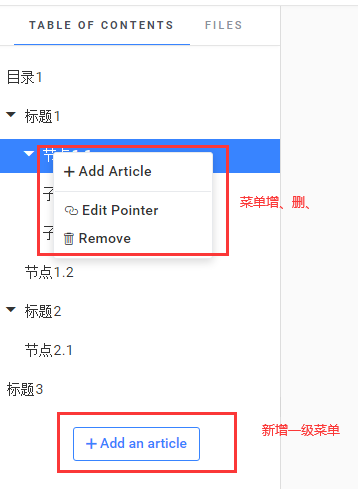 TABLE OF CONTENTS FILES
目录1
标题1
节点1.1
Add Article
子
菜单增、删、
Edit Pointer
子
Remove
节点1.2
标题2
节点2.1
标题3
新增一级菜单
Add an article